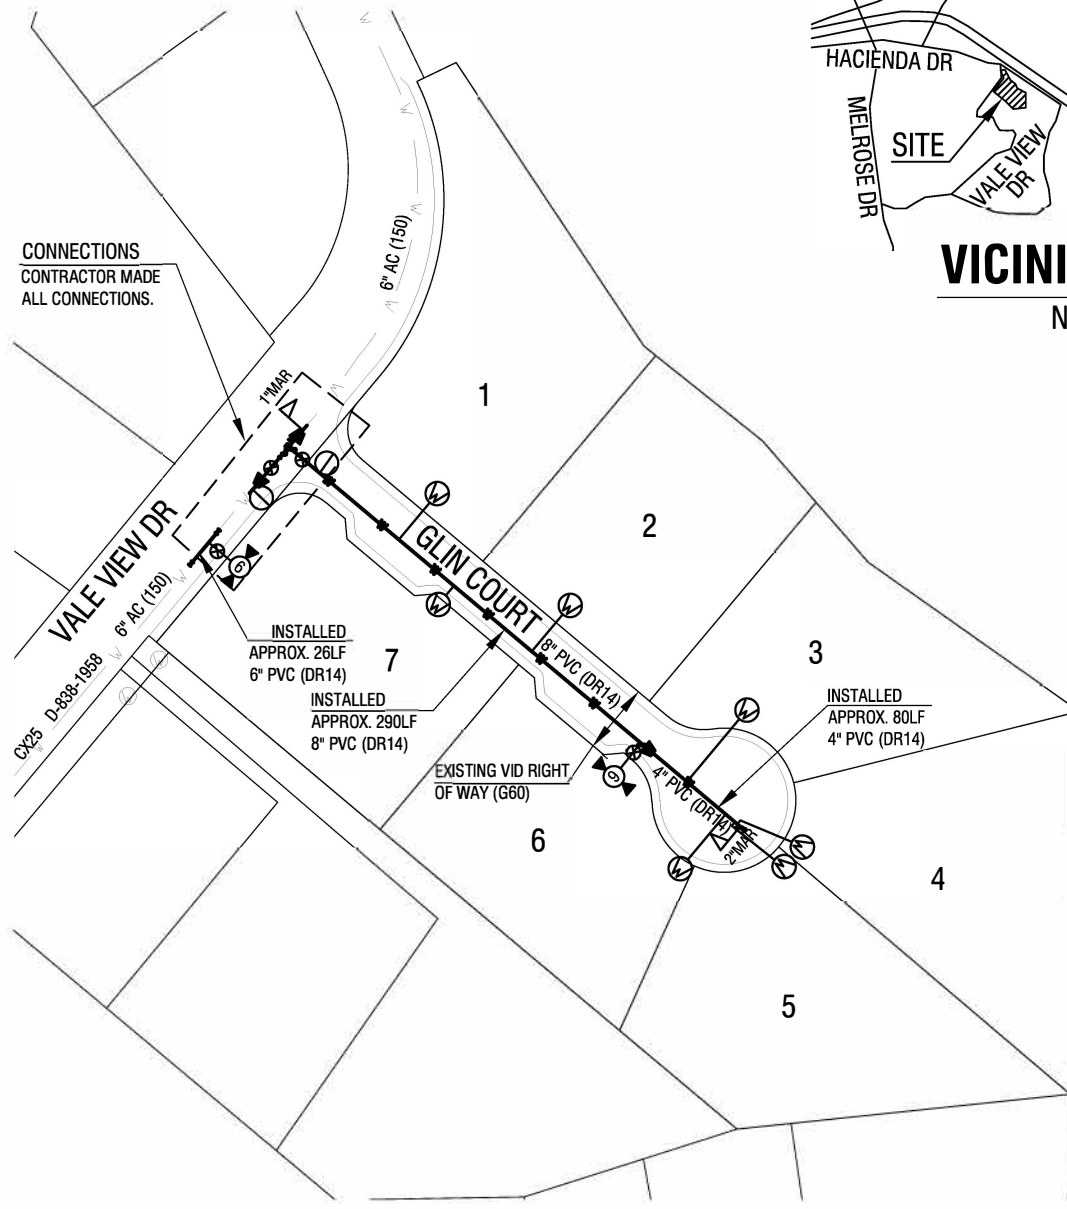 HACIENDA DR
MELROSE DR
SITE
VALE VIEW
DR
VICINI
N
CONNECTIONS
CONTRACTOR MADE
ALL CONNECTIONS.
W
W
W
6" AC (150)
W
W
1"MAR
1
2
3
4
5
6
7
VALE VIEW DR
GLIN COURT
W
W
W
W
W
W
W
W
8" PVC (DR14)
6
6
4" PVC (DR14)
2"MAR
INSTALLED
APPROX. 26LF
6" PVC (DR14)
INSTALLED
APPROX. 290LF
8" PVC (DR14)
INSTALLED
APPROX. 80LF
4" PVC (DR14)
EXISTING VID RIGHT
OF WAY (G60)
W
W
6" AC (150)
W
D-838-1958
W
CX25
W
W
W